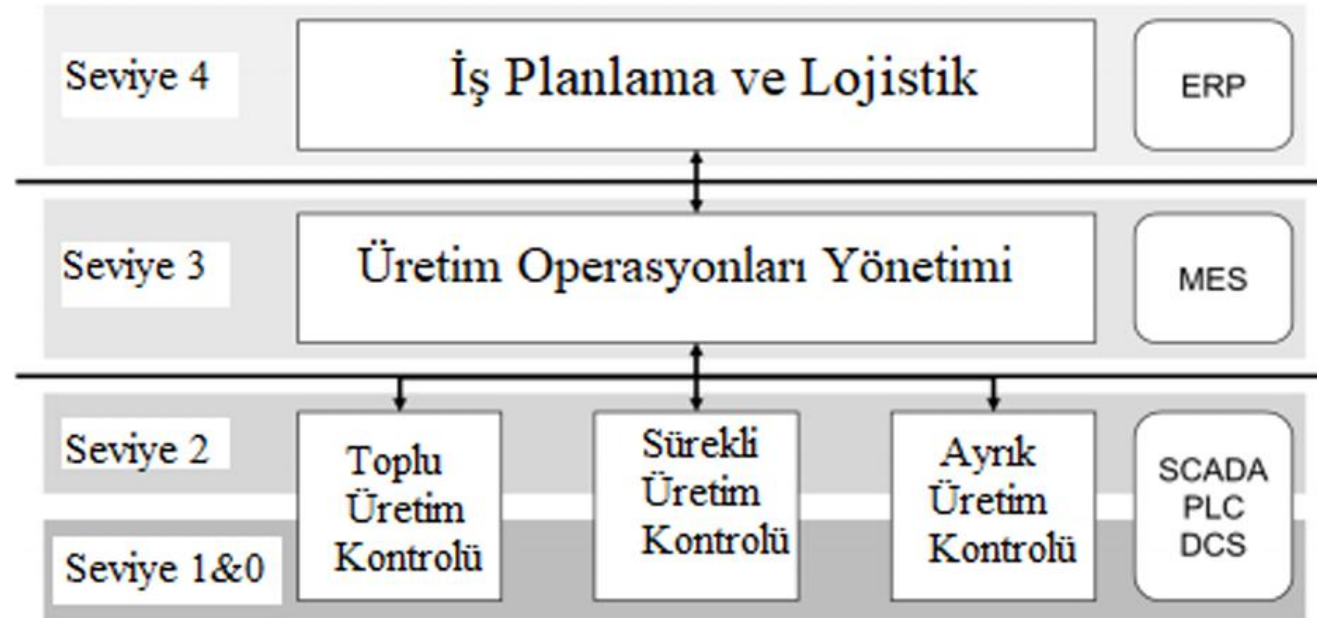 Seviye 4
İş Planlama ve Lojistik
ERP
Seviye 3
Üretim Operasyonları Yönetimi
MES
Seviye 2
Toplu
Üretim
Kontrolü
Sürekli
Üretim
Kontrolü
Ayrık
Üretim
Kontrolü
SCADA
PLC
DCS
Seviye 1&0